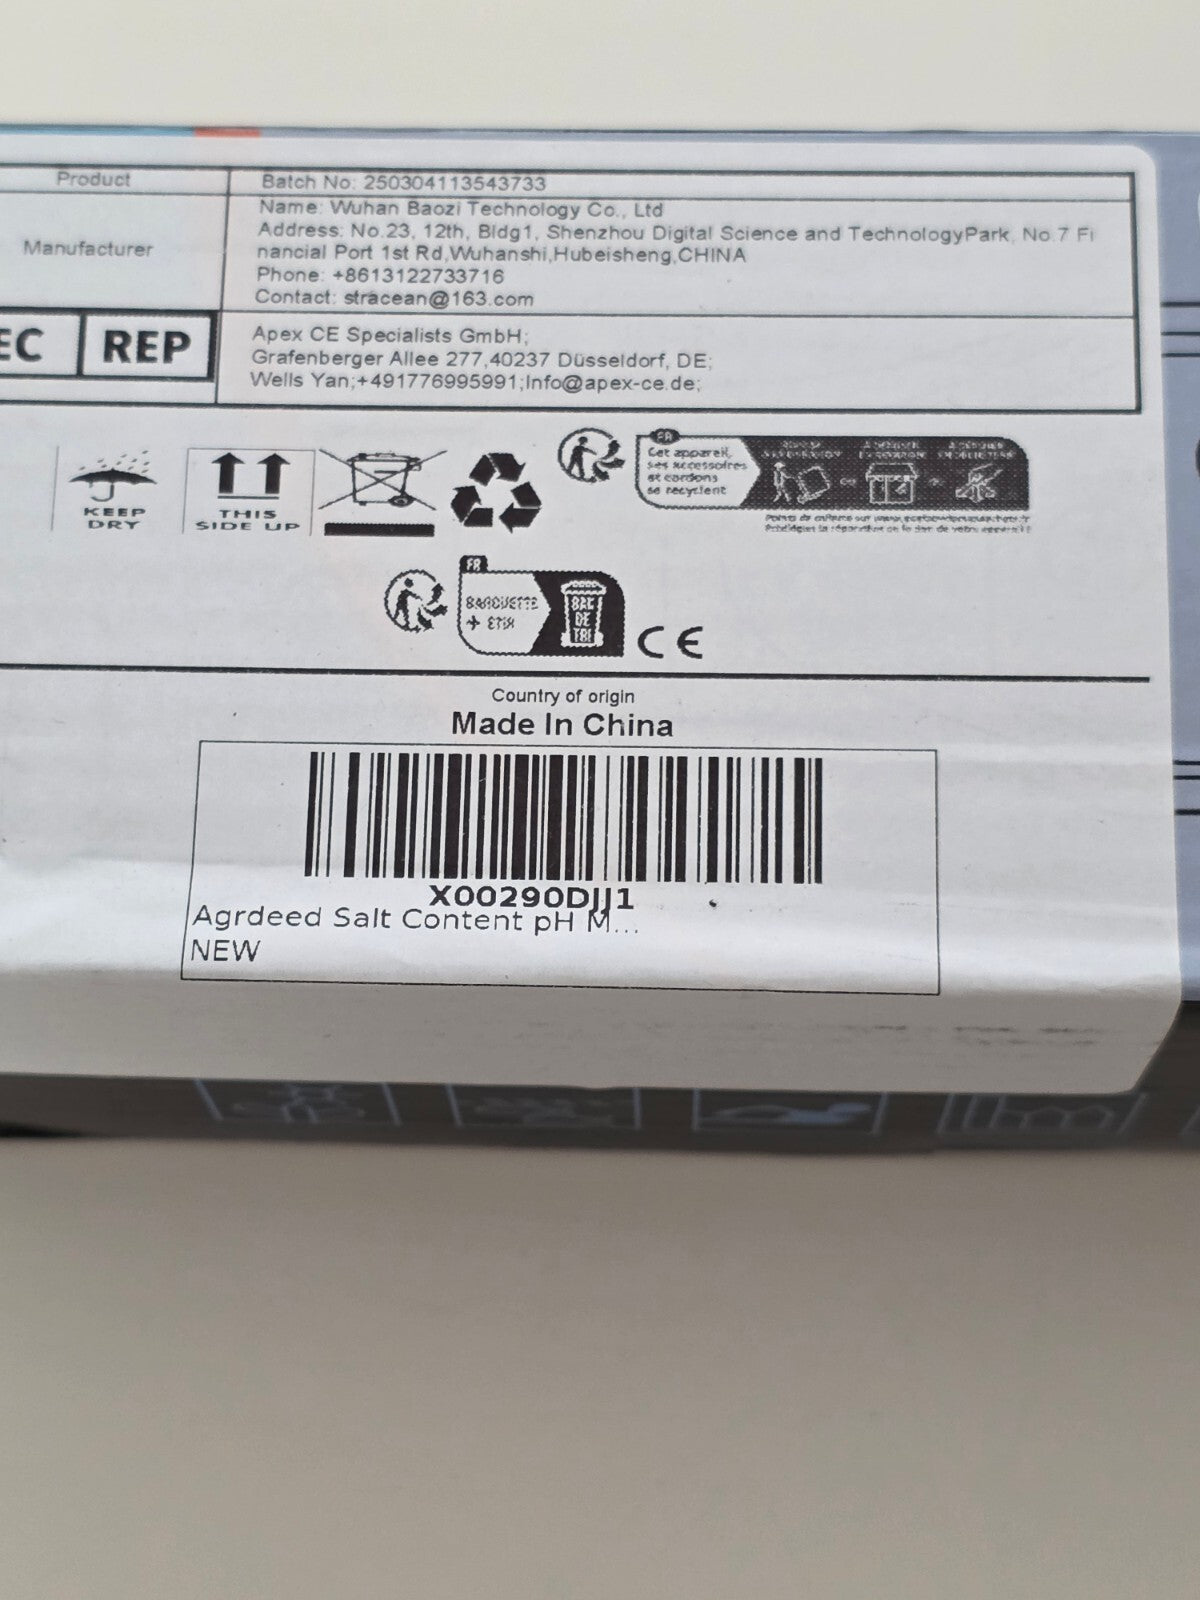 Product
Batch No: 250304113543733
Manufacturer
Name: Wuhan Baozi Technology Co., Ltd
Address: No.23, 12th, Bldg1, Shenzhou Digital Science and TechnologyPark, No.7 Fi
nancial Port 1st Rd,Wuhanshi,Hubeisheng,CHINA
Phone: +8613122733716
Contact: stracean@163.com
EC REP
Apex CE Specialists GmbH;
Grafenberger Allee 277,40237 Düsseldorf, DE;
Wells Yan;+491776995991;Info@apex-ce.de;
KEEP
DRY
THIS
SIDE UP
FR
Cet appareil,
ses accessoires
et cordons
se recyclent
FR
BARQUETTE
BAC
DE
TRI
CE
Country of origin
Made In China
X00290DJJ1
Agrdeed Salt Content pH M...
NEW